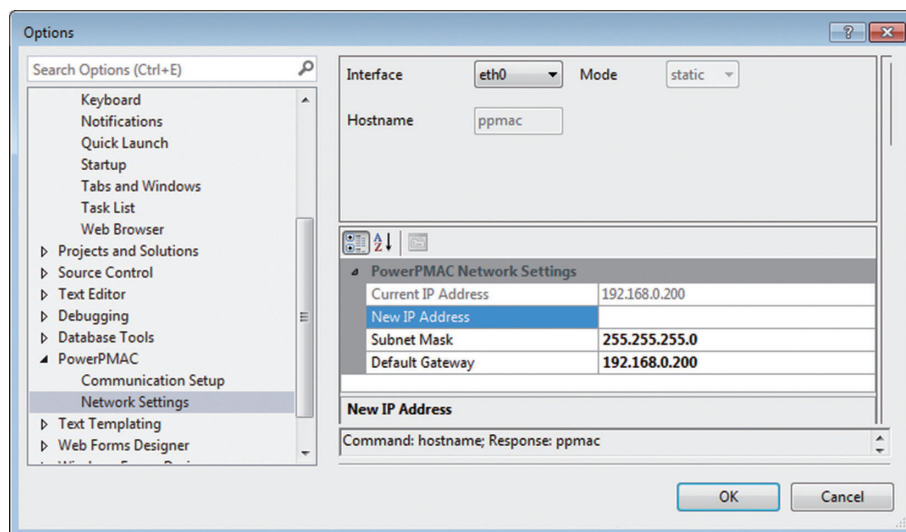 Options
Search Options (Ctrl+E)
Keyboard
Notifications
Quick Launch
Startup
Tabs and Windows
Task List
Web Browser
Projects and Solutions
Source Control
Text Editor
Debugging
Database Tools
PowerPMAC
Communication Setup
Network Settings
Text Templating
Web Forms Designer
Interface eth0 Mode static
Hostname ppmac
PowerPMAC Network Settings
Current IP Address 192.168.0.200
New IP Address
Subnet Mask 255.255.255.0
Default Gateway 192.168.0.200
New IP Address
Command: hostname; Response: ppmac
OK Cancel